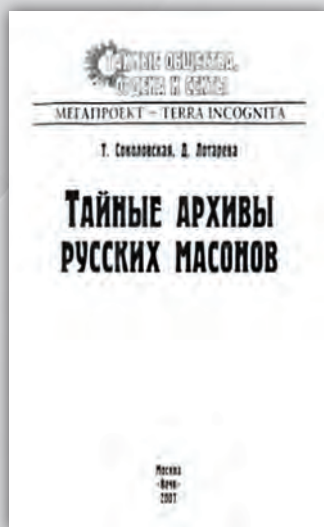 ТАЙНЫЕ ОБЩЕСТВА,
ОРДЕНА И СЕКТЫ
МЕГАПРОЕКТ – TERRA INCOGNITA
Т. Соколовская, Д. Лотарева
ТАЙНЫЕ АРХИВЫ
РУССКИХ МАСОНОВ
Москва
«Вече»
2007